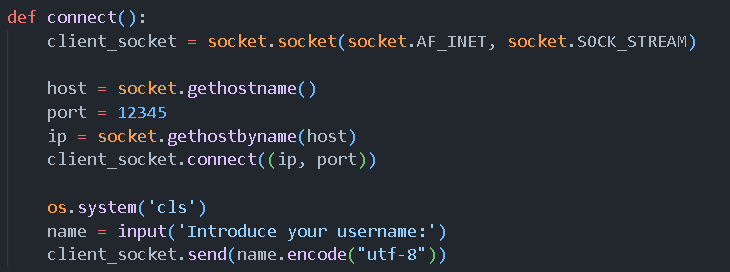 def connect():
    client_socket = socket.socket(socket.AF_INET, socket.SOCK_STREAM)
    host = socket.gethostname()
    port = 12345
    ip = socket.gethostbyname(host)
    client_socket.connect((ip, port))
    os.system('cls')
    name = input('Introduce your username:')
    client_socket.send(name.encode("utf-8"))